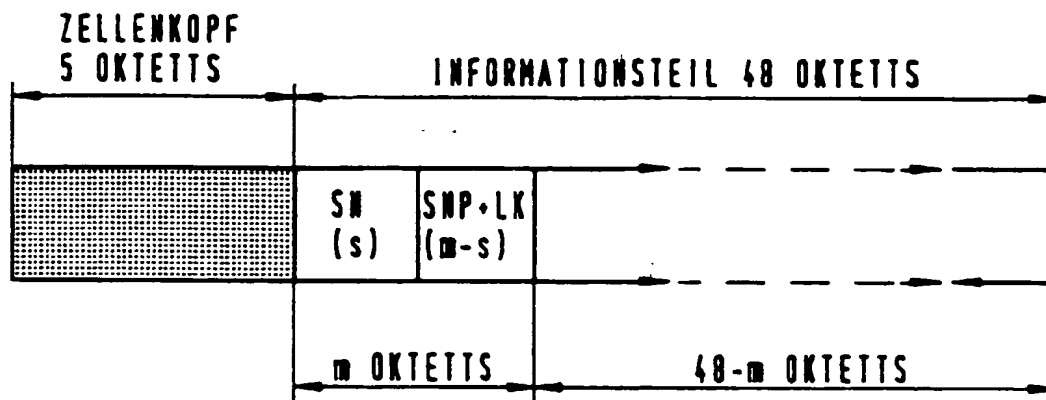 ZELLENKOPF
5 OKTETTS
INFORMATIONSTEIL 48 OKTETTS
SN
(s)
SNP+LK
(m-s)
m OKTETTS
48-m OKTETTS